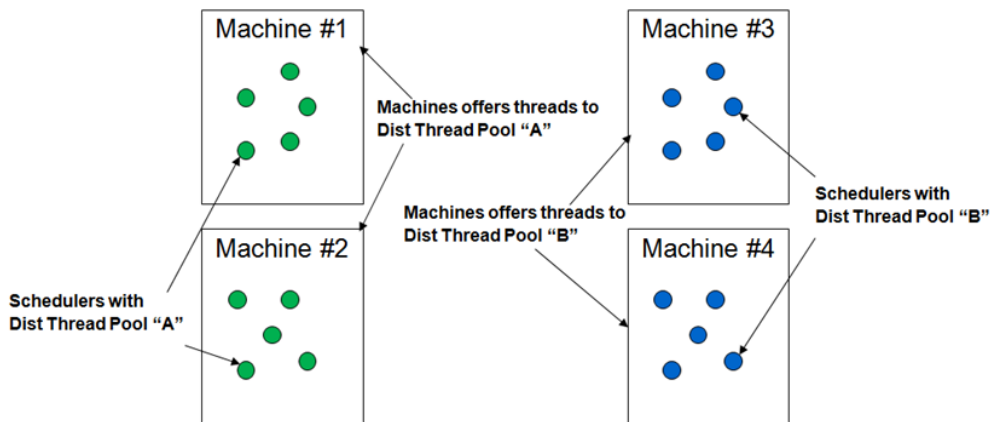 Machine #1
Machine #3
Machines offers threads to
Dist Thread Pool “A”
Schedulers with
Dist Thread Pool “B”
Machines offers threads to
Dist Thread Pool “B”
Machine #2
Machine #4
Schedulers with
Dist Thread Pool “A”